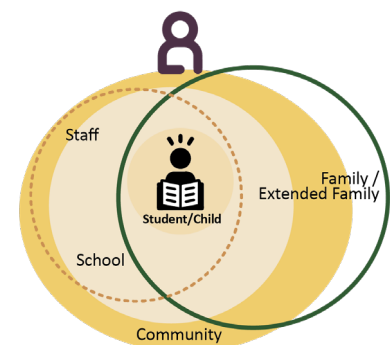 Staff
Family /
Extended Family
Student/Child
School
Community